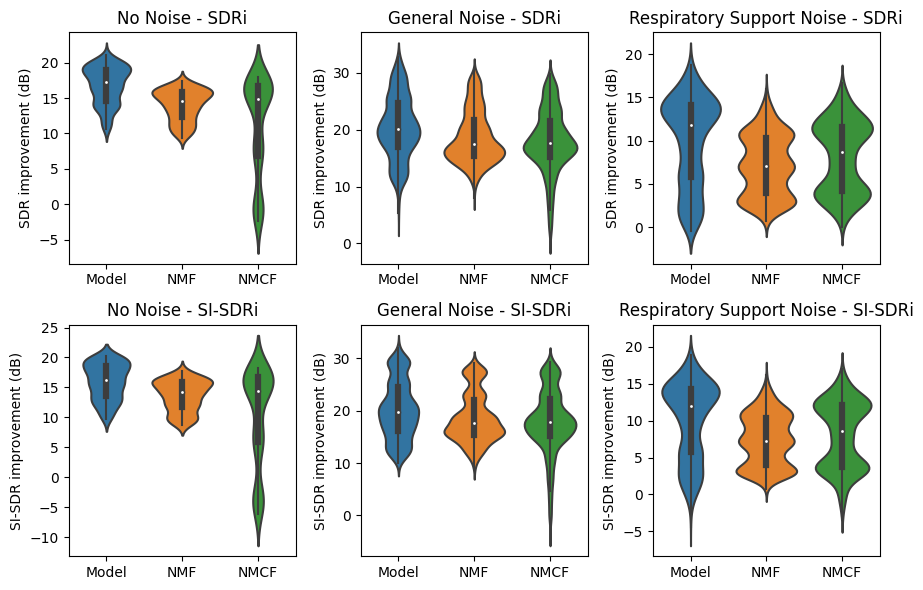 No Noise - SDRi
General Noise - SDRi
Respiratory Support Noise - SDRi
SDR improvement (dB)
20
15
10
5
0
−5
Model
NMF
NMCF
SDR improvement (dB)
30
20
10
0
Model
NMF
NMCF
SDR improvement (dB)
20
15
10
5
0
Model
NMF
NMCF
No Noise - SI-SDRi
General Noise - SI-SDRi
Respiratory Support Noise - SI-SDRi
SI-SDR improvement (dB)
25
20
15
10
5
0
−5
−10
Model
NMF
NMCF
SI-SDR improvement (dB)
30
20
10
0
Model
NMF
NMCF
SI-SDR improvement (dB)
20
15
10
5
0
−5
Model
NMF
NMCF